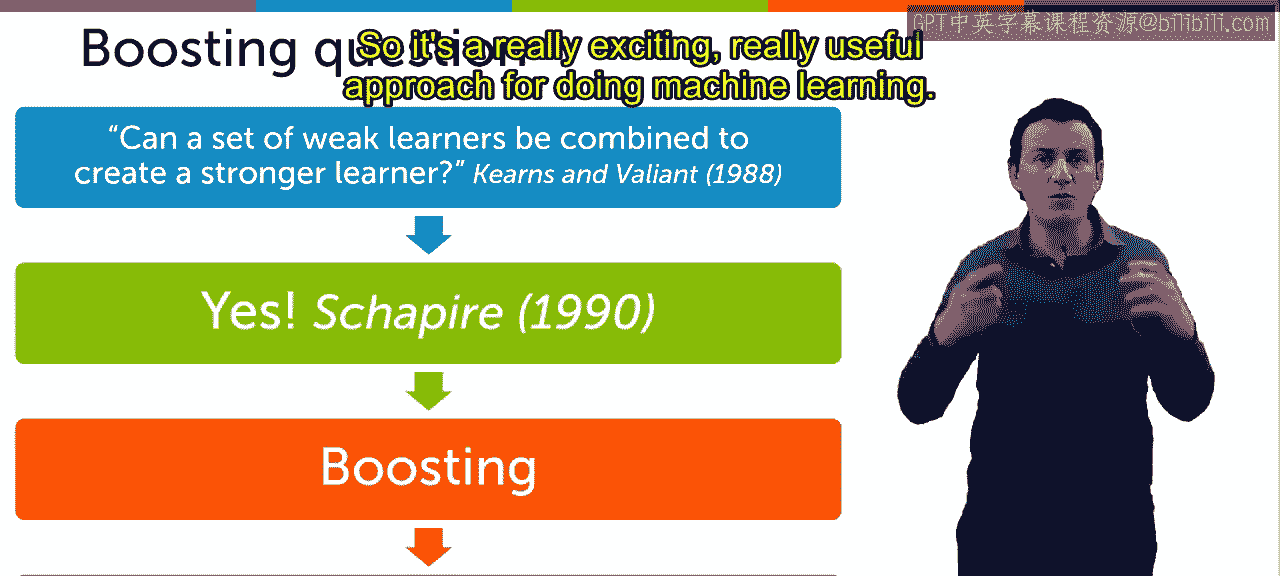 GPT中英字幕课程资源@bilibili.com
Boosting question
So it's a really exciting, really useful
approach for doing machine learning.
“Can a set of weak learners be combined to
create a stronger learner?” Kearns and Valiant (1988)
Yes! Schapire (1990)
Boosting